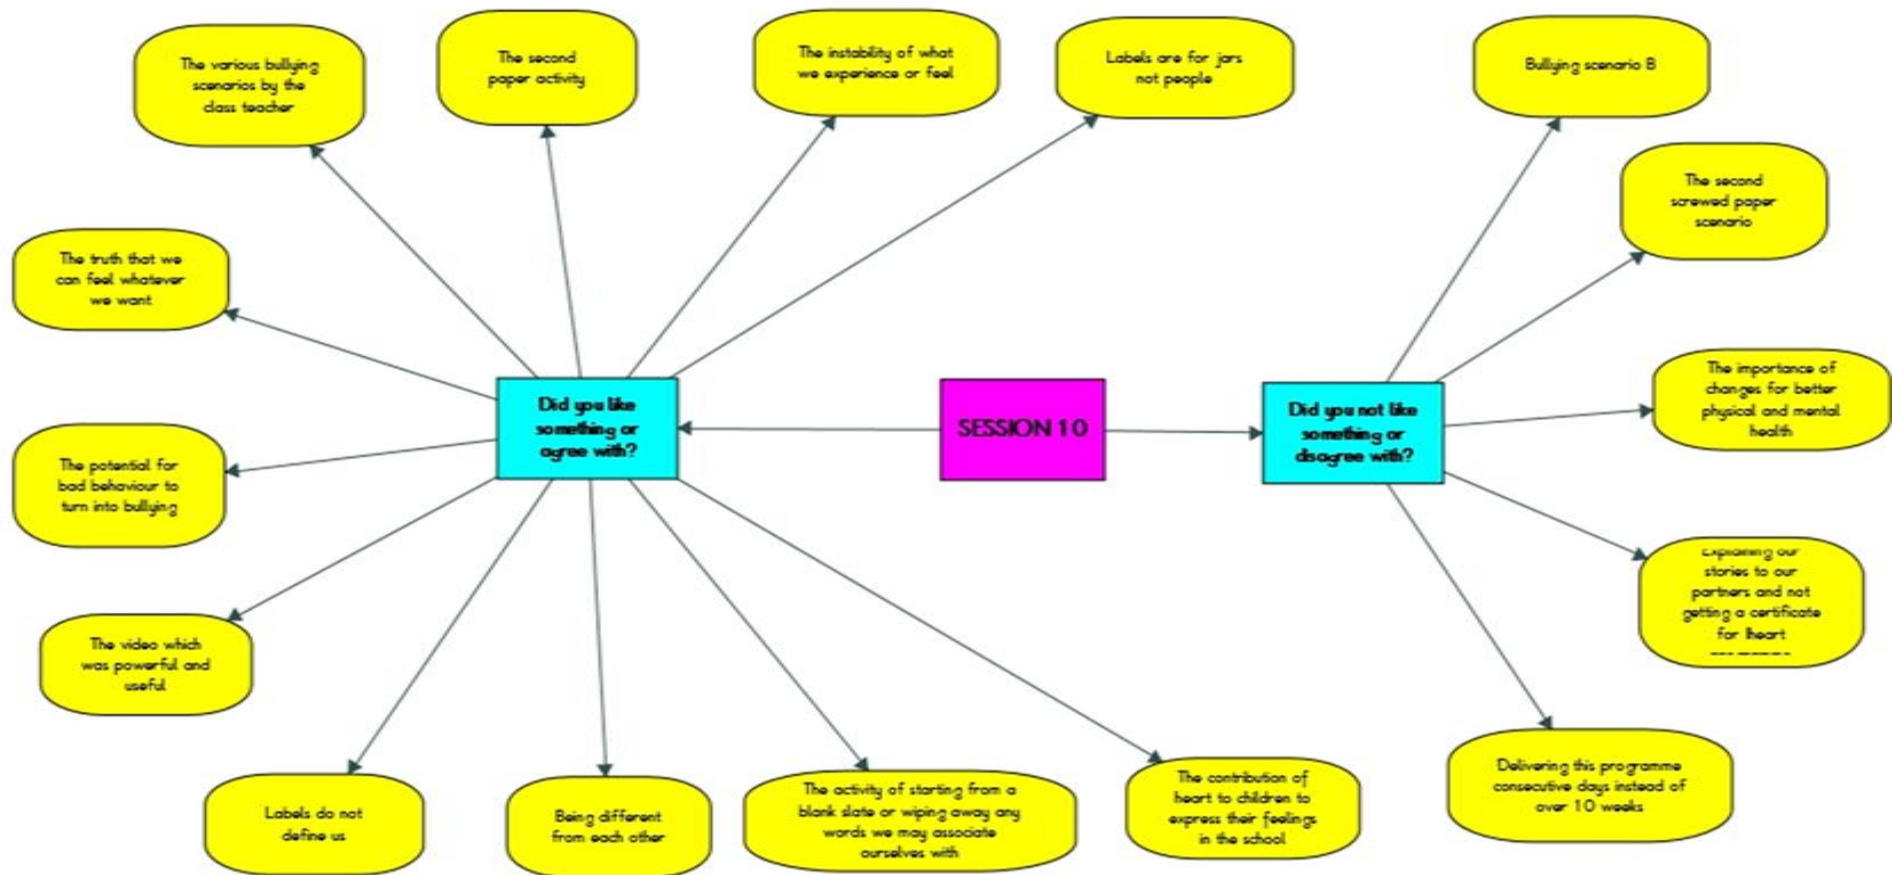 The various bullying
scenarios by the
class teacher
The second
paper activity
The instability of what
we experience or feel
Labels are for jars
not people
Bullying scenario B
The second
screwed paper
scenario
The truth that we
can feel whatever
we want
The importance of
changes for better
physical and mental
health
Did you like
something or
agree with?
SESSION 10
Did you not like
something or
disagree with?
The potential for
bad behaviour to
turn into bullying
Explaining our
stories to our
partners and not
getting a certificate
for iheart
The video which
was powerful and
useful
Delivering this programme
consecutive days instead of
over 10 weeks
Labels do not
define us
Being different
from each other
The activity of starting from a
blank slate or wiping away any
words we may associate
ourselves with
The contribution of
heart to children to
express their feelings
in the school